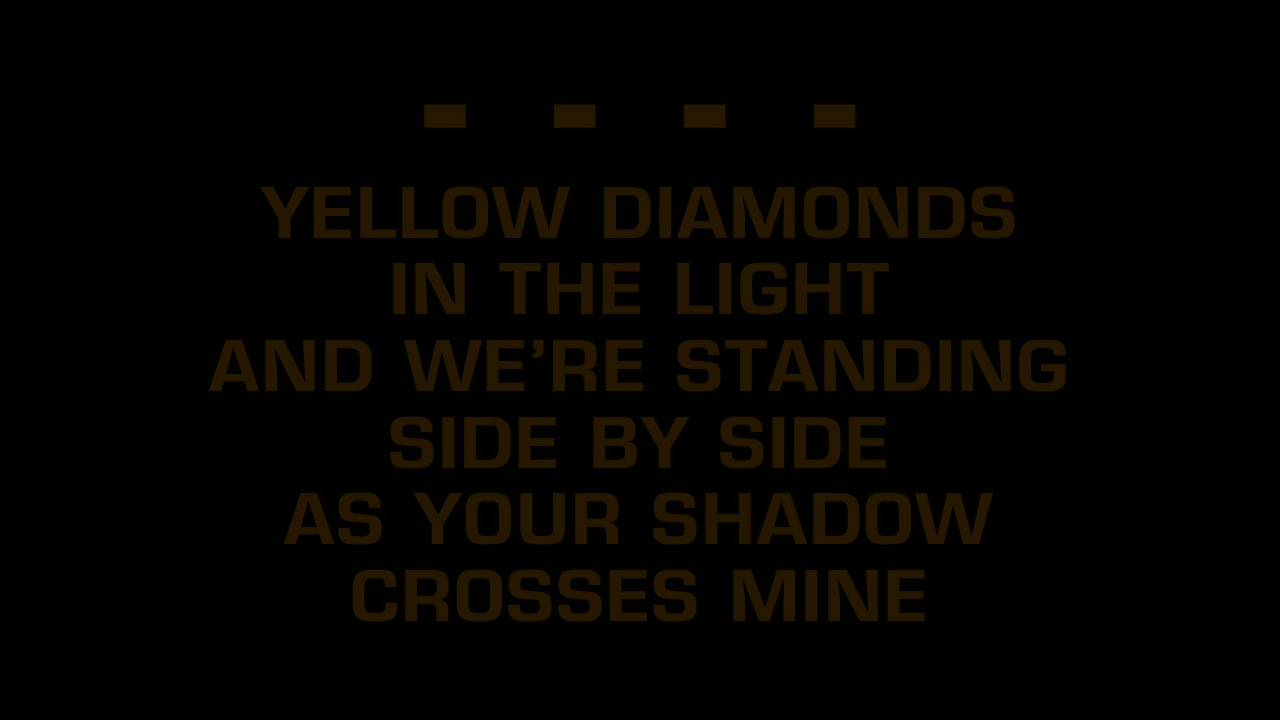 YELLOW DIAMONDS
IN THE LIGHT
AND WE’RE STANDING
SIDE BY SIDE
AS YOUR SHADOW
CROSSES MINE